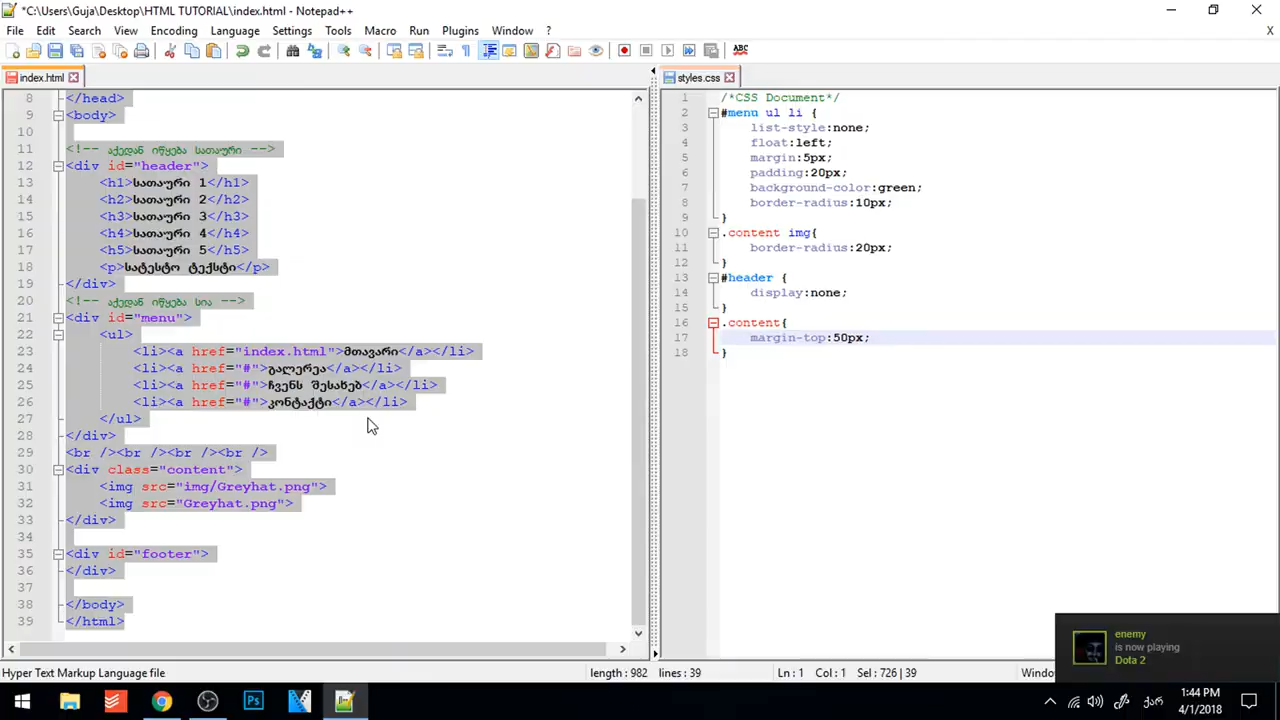 *C:\Users\Guja\Desktop\HTML TUTORIAL\index.html - Notepad++
File Edit Search View Encoding Language Settings Tools Macro Run Plugins Window ?
X
ABC
index.html
styles.css
8 </head>
9 <body>
10
11 <!-- აქედან იწყება სათაური -->
12 <div id="header">
13 <h1>სათაური 1</h1>
14 <h2>სათაური 2</h2>
15 <h3>სათაური 3</h3>
16 <h4>სათაური 4</h4>
17 <h5>სათაური 5</h5>
18 <p>სატესტო ტექსტი</p>
19 </div>
20 <!-- აქედან იწყება სია -->
21 <div id="menu">
22 <ul>
23 <li><a href="index.html">მთავარი</a></li>
24 <li><a href="#">გალერეა</a></li>
25 <li><a href="#">ჩვენს შესახებ</a></li>
26 <li><a href="#">კონტაქტი</a></li>
27 </ul>
28 </div>
29 <br /><br /><br /><br />
30 <div class="content">
31 <img src="img/Greyhat.png">
32 <img src="Greyhat.png">
33 </div>
34
35 <div id="footer">
36 </div>
37
38 </body>
39 </html>
1 /*CSS Document*/
2 #menu ul li {
3 list-style:none;
4 float:left;
5 margin:5px;
6 padding:20px;
7 background-color:green;
8 border-radius:10px;
9 }
10 .content img{
11 border-radius:20px;
12 }
13 #header {
14 display:none;
15 }
16 .content{
17 margin-top:50px;
18 }
enemy
is now playing
Dota 2
Hyper Text Markup Language file
length : 982 lines : 39
Ln : 1 Col : 1 Sel : 726 | 39
Windo
Ps
ქარ
1:44 PM
4/1/2018